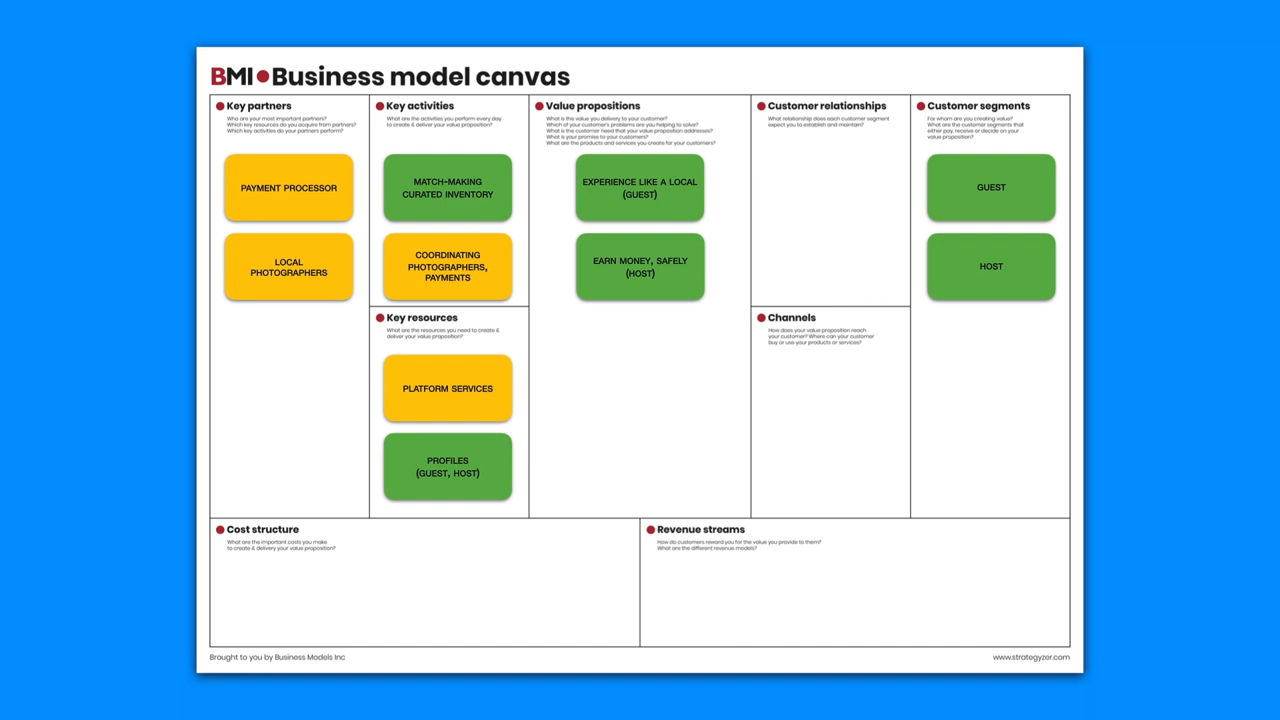 BMI Business model canvas
Key partners
Who are your most important partners?
Which key resources do you acquire from partners?
Which key activities do your partners perform?
PAYMENT PROCESSOR
LOCAL
PHOTOGRAPHERS
Key activities
What are the activities you perform every day
to create & deliver your value proposition?
MATCH-MAKING
CURATED INVENTORY
COORDINATING
PHOTOGRAPHERS,
PAYMENTS
Key resources
What are the resources you need to create &
deliver your value proposition?
PLATFORM SERVICES
PROFILES
(GUEST, HOST)
Value propositions
What is the value you delivery to your customer?
Which of your customer's problems are you helping to solve?
What is the customer need that your value proposition addresses?
What is your promise to your customers?
What are the products and services you create for your customers?
EXPERIENCE LIKE A LOCAL
(GUEST)
EARN MONEY, SAFELY
(HOST)
Customer relationships
What relationship does each customer segment
expect you to establish and maintain?
Channels
How does your value proposition reach
your customer? Where can your customer
buy or use your products or services?
Customer segments
For whom are you creating value?
What are the customer segments that
either pay, receive or decide on your
value proposition?
GUEST
HOST
Cost structure
What are the important costs you make
to create & delivery your value proposition?
Revenue streams
How do customers reward you for the value you provide to them?
What are the different revenue models?
Brought to you by Business Models Inc
www.strategyzer.com